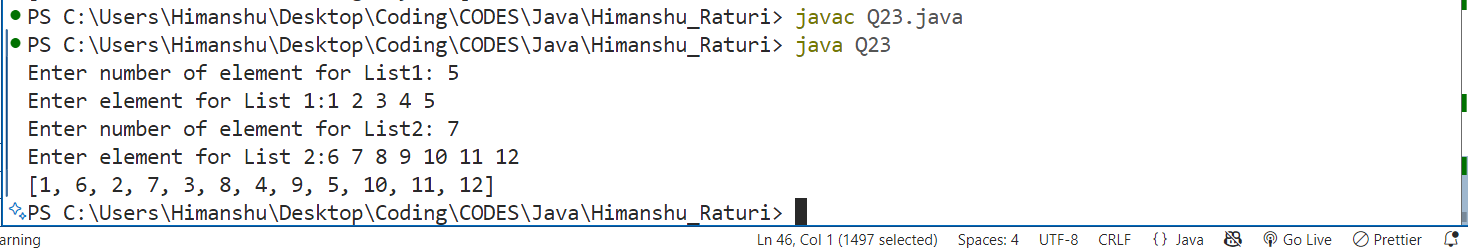 PS C:\Users\Himanshu\Desktop\Coding\CODES\Java\Himanshu_Raturi> javac Q23.java
PS C:\Users\Himanshu\Desktop\Coding\CODES\Java\Himanshu_Raturi> java Q23
Enter number of element for List1: 5
Enter element for List 1:1 2 3 4 5
Enter number of element for List2: 7
Enter element for List 2:6 7 8 9 10 11 12
[1, 6, 2, 7, 3, 8, 4, 9, 5, 10, 11, 12]
PS C:\Users\Himanshu\Desktop\Coding\CODES\Java\Himanshu_Raturi>
arning Ln 46, Col 1 (1497 selected) Spaces: 4 UTF-8 CRLF {} Java Go Live Prettier